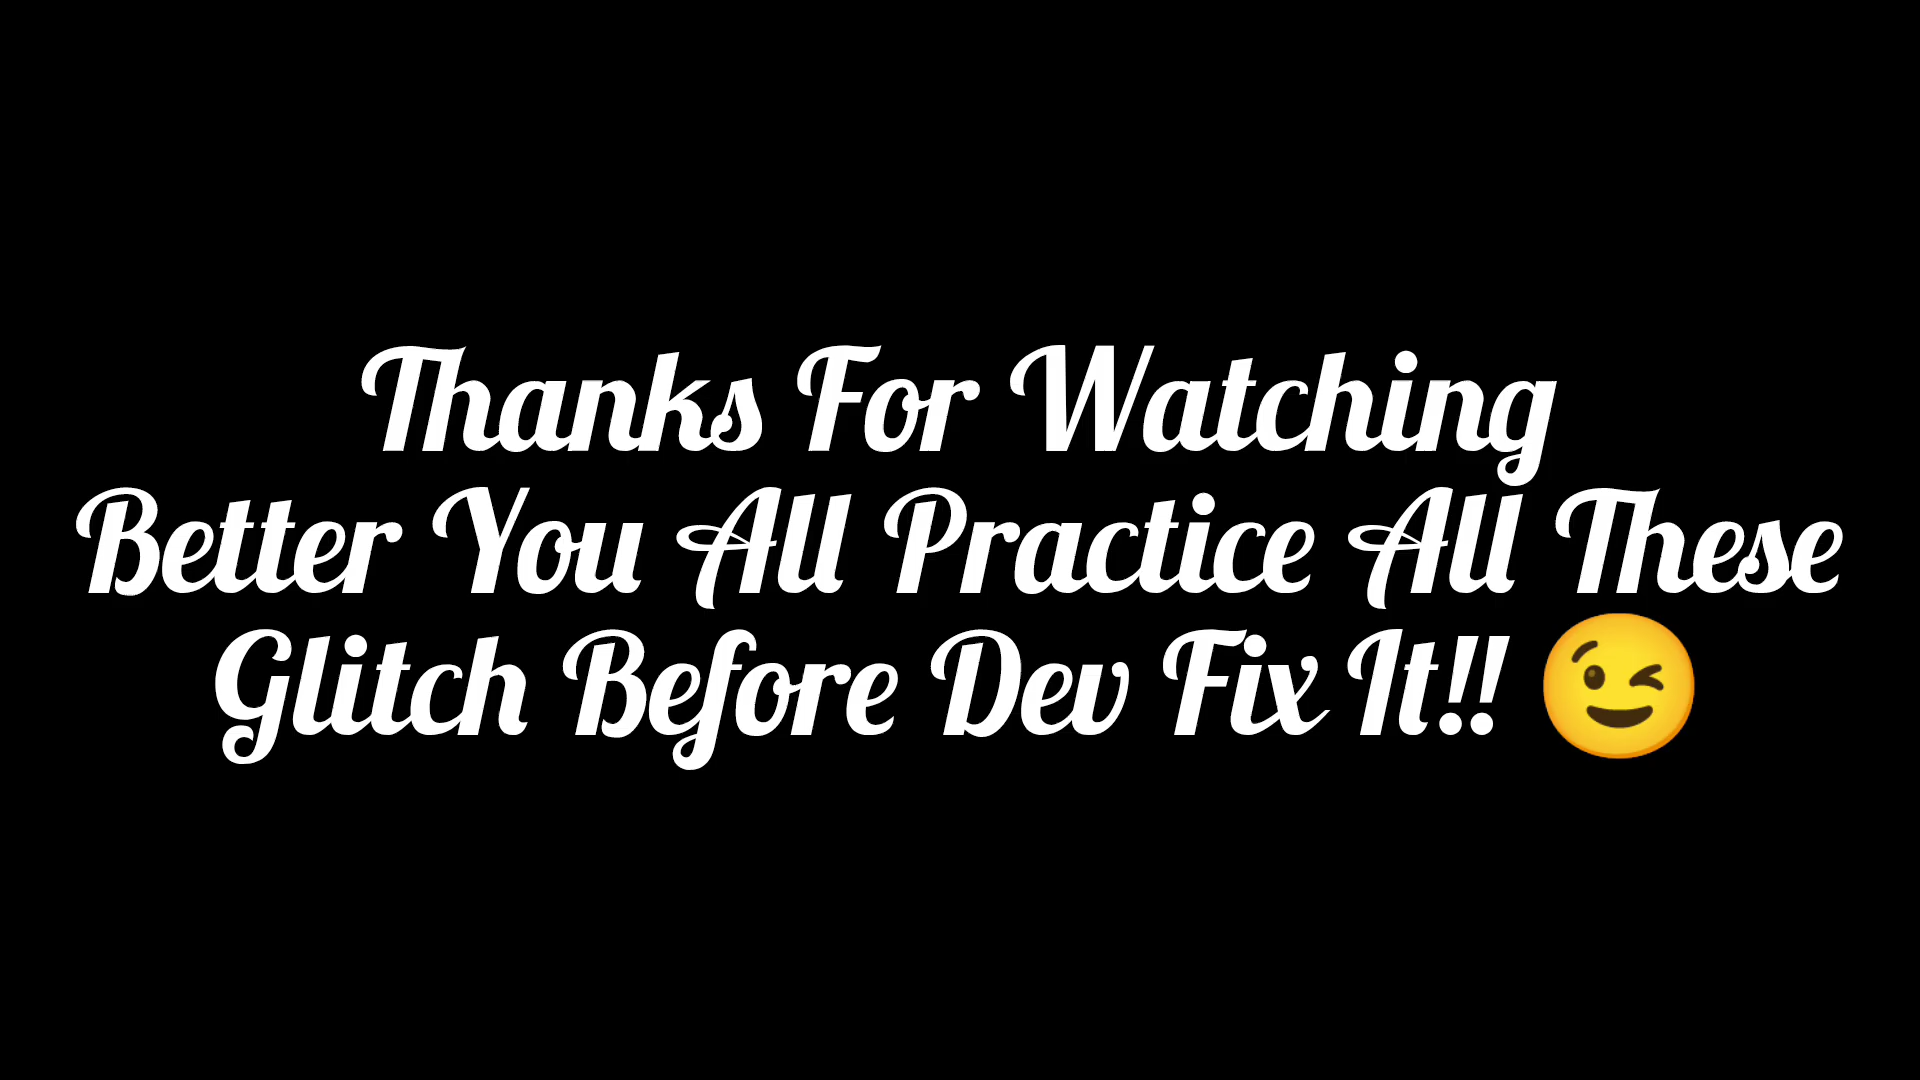 Thanks For Watching
Better You All Practice All These
Glitch Before Dev Fix It!! 😉